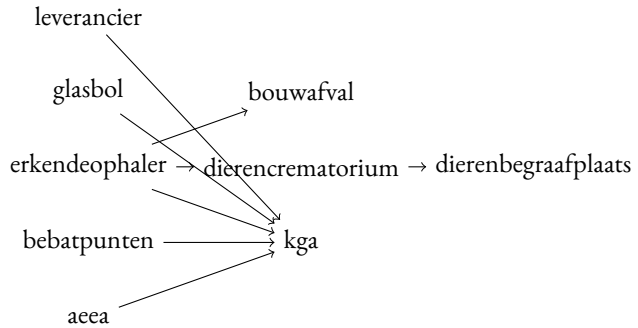 leverancier
glasbol
bouwafval
erkendeophaler
dierencrematorium
dierenbegraafplaats
bebatpunten
kga
aeea